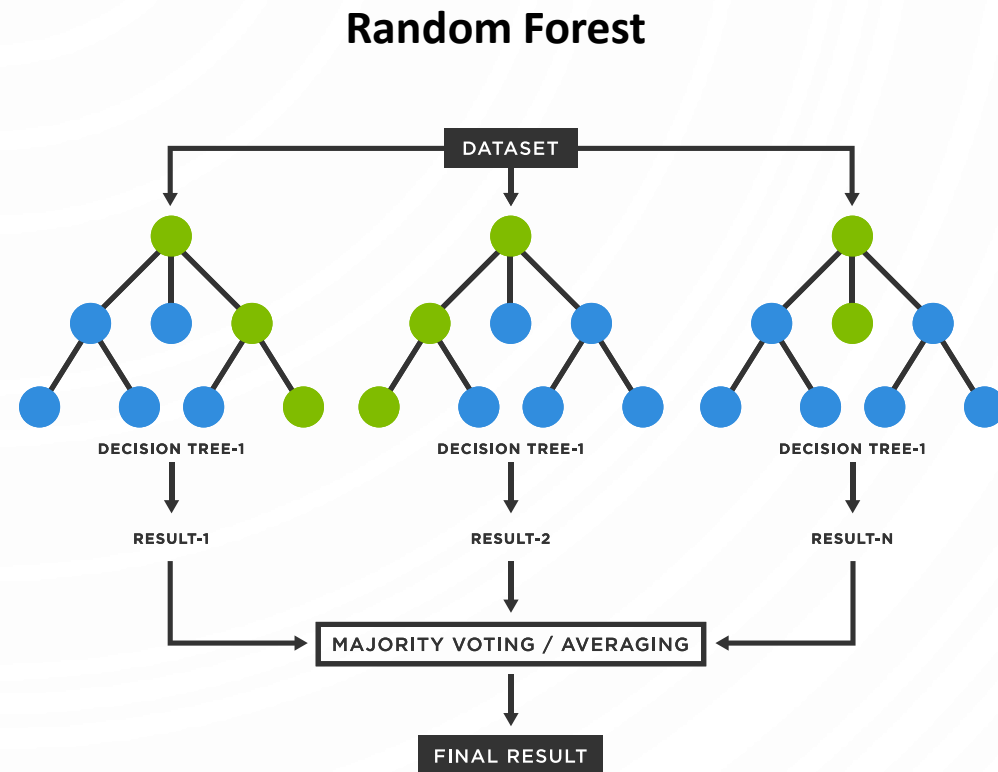 Random Forest
DATASET
DECISION TREE-1
DECISION TREE-1
DECISION TREE-1
RESULT-1
RESULT-2
RESULT-N
MAJORITY VOTING / AVERAGING
FINAL RESULT